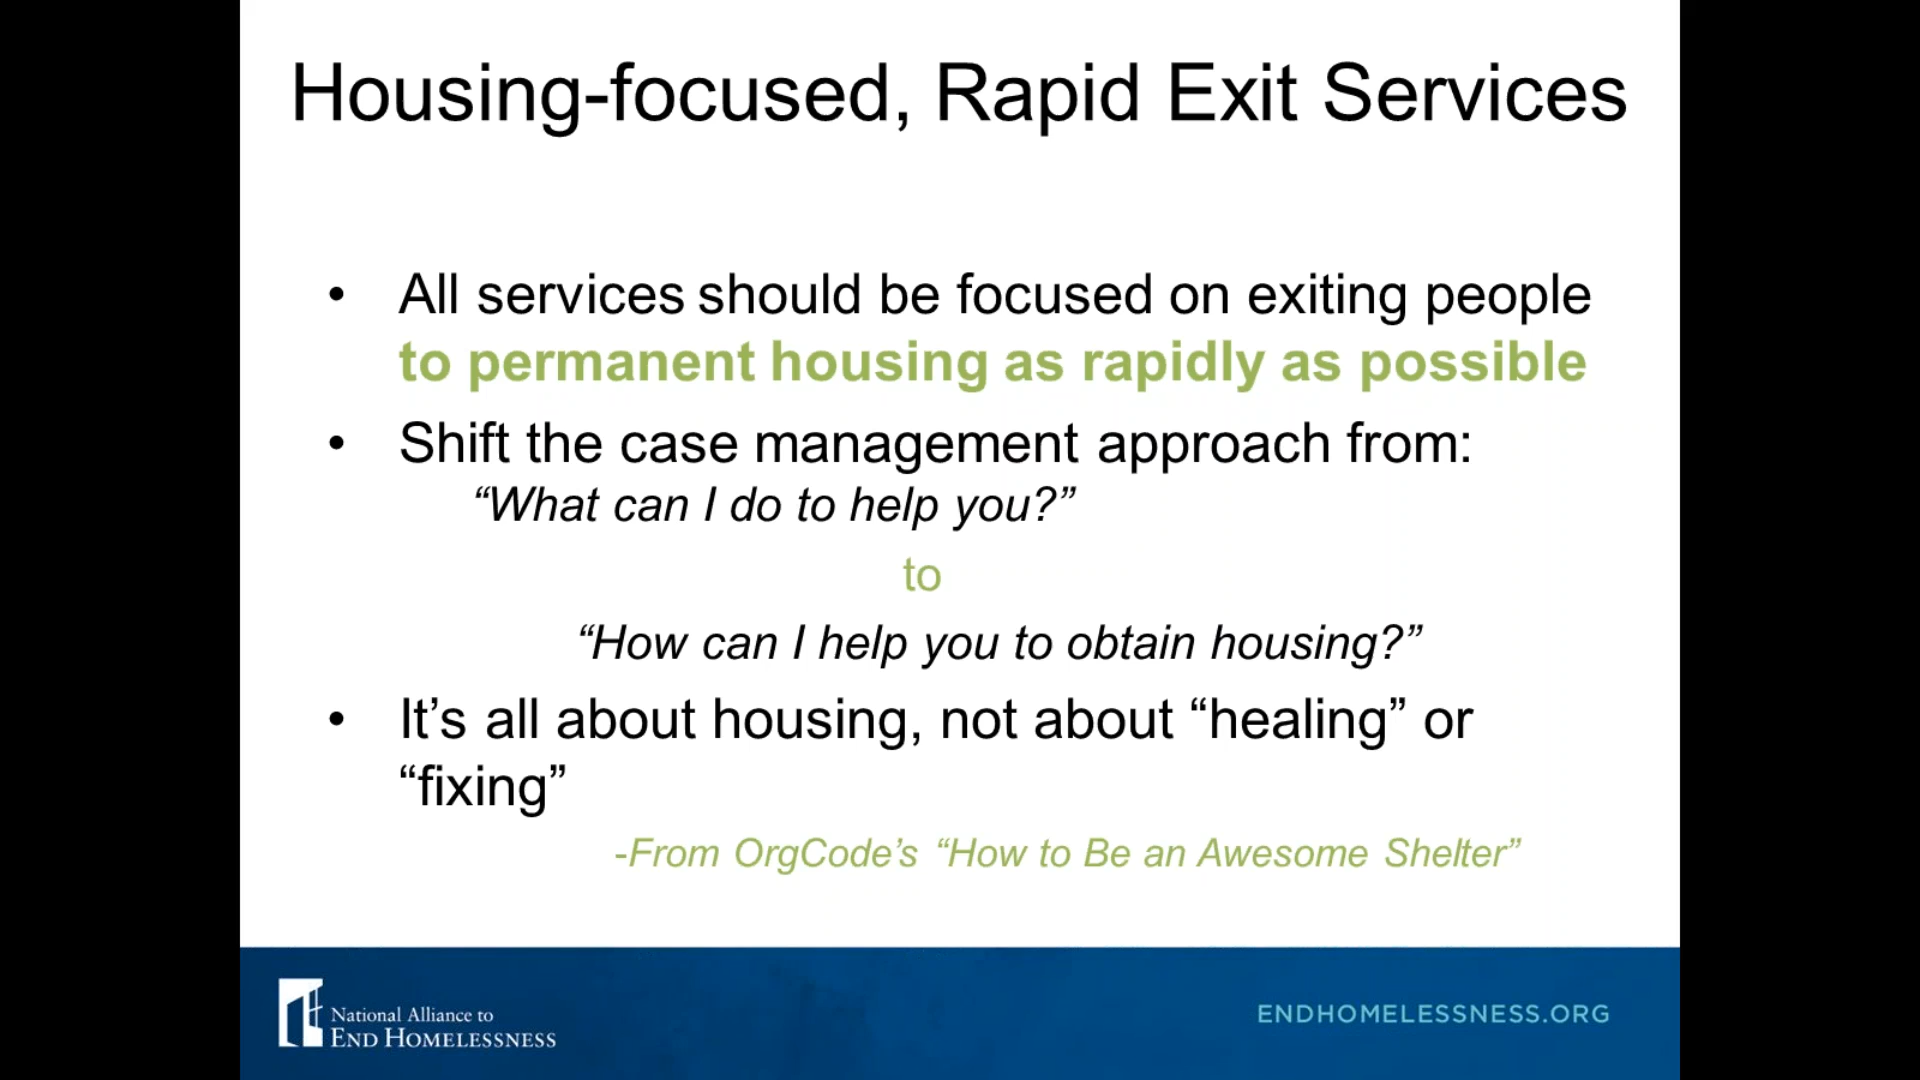 Housing-focused, Rapid Exit Services
• All services should be focused on exiting people
to permanent housing as rapidly as possible
• Shift the case management approach from:
“What can I do to help you?”
to
“How can I help you to obtain housing?”
• It’s all about housing, not about “healing” or
“fixing”
-From OrgCode’s “How to Be an Awesome Shelter”
National Alliance to
END HOMELESSNESS
ENDHOMELESSNESS.ORG